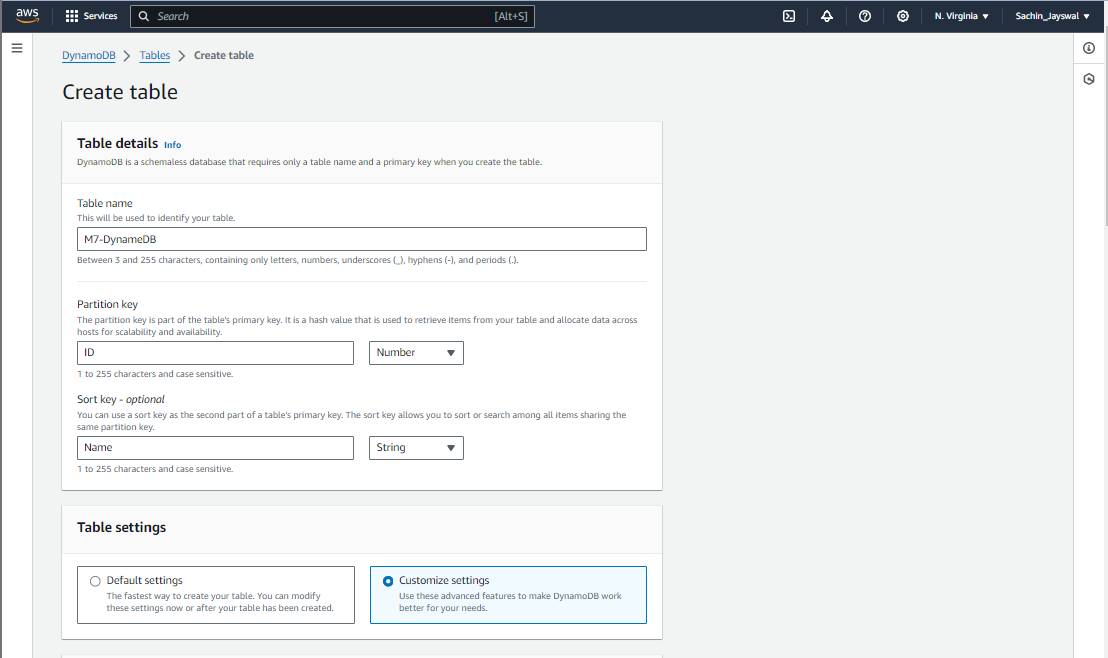 aws
Services
Search
[Alt+S]
N. Virginia
Sachin_Jayswal
DynamoDB
Tables
Create table
Create table
Table details Info
DynamoDB is a schemaless database that requires only a table name and a primary key when you create the table.
Table name
This will be used to identify your table.
M7-DynameDB
Between 3 and 255 characters, containing only letters, numbers, underscores (_), hyphens (-), and periods (.).
Partition key
The partition key is part of the table's primary key. It is a hash value that is used to retrieve items from your table and allocate data across
hosts for scalability and availability.
ID
Number
1 to 255 characters and case sensitive.
Sort key - optional
You can use a sort key as the second part of a table's primary key. The sort key allows you to sort or search among all items sharing the
same partition key.
Name
String
1 to 255 characters and case sensitive.
Table settings
Default settings
The fastest way to create your table. You can modify
these settings now or after your table has been created.
Customize settings
Use these advanced features to make DynamoDB work
better for your needs.